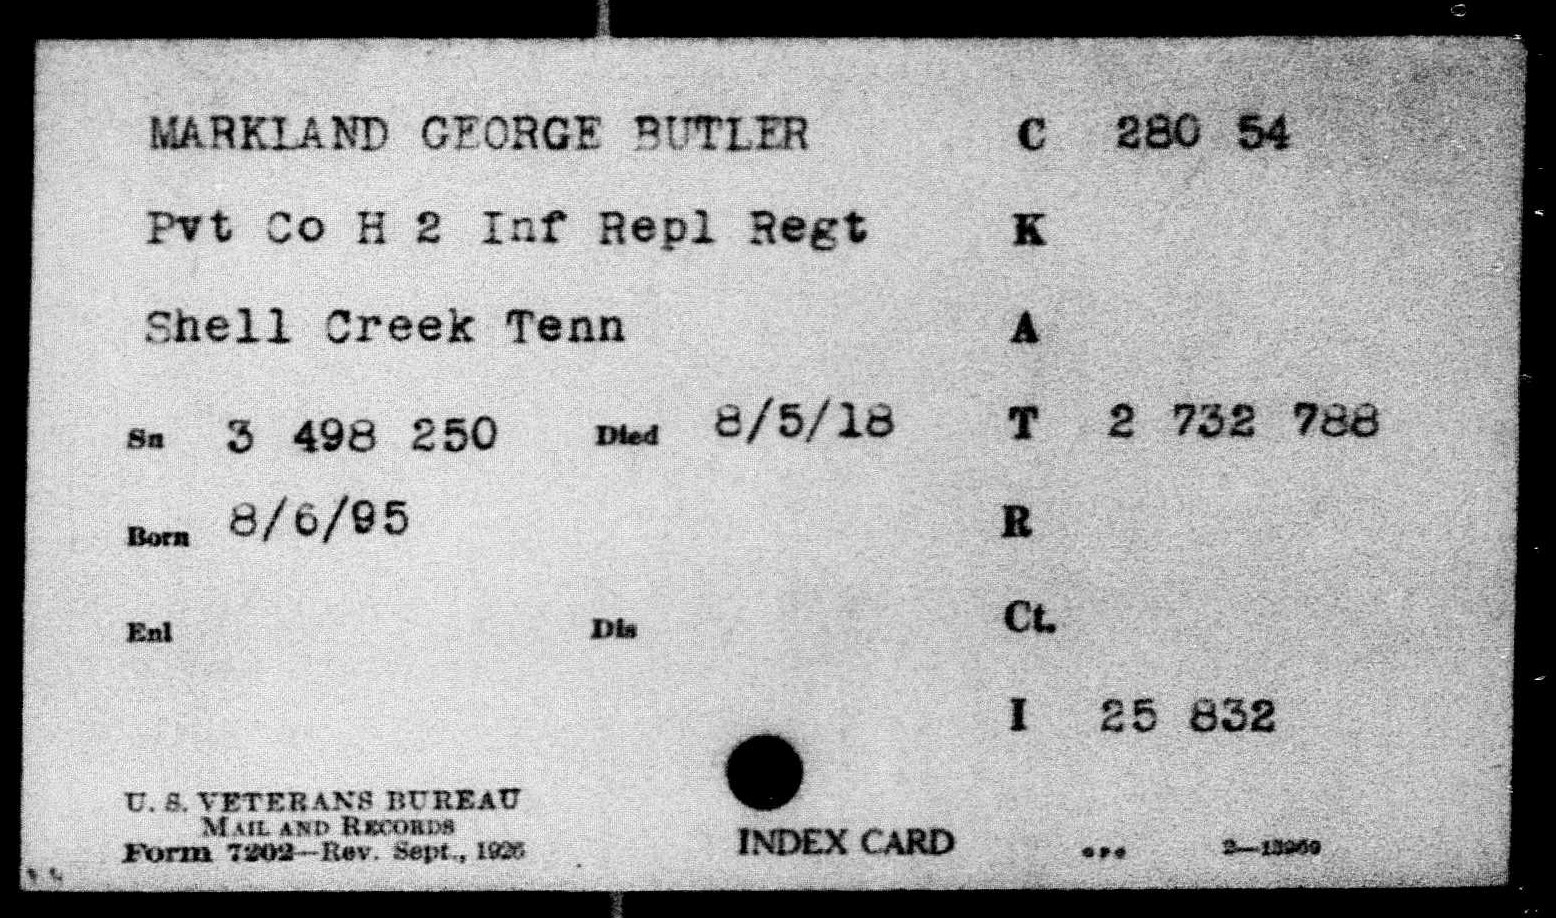 MARKLAND GEORGE BUTLER C 280 54
Pvt Co H 2 Inf Repl Regt K
Shell Creek Tenn A
Sn 3 498 250 Died 8/5/18 T 2 732 788
Born 8/6/95 R
Enl Dis Ct.
I 25 832
U. S. VETERANS BUREAU
MAIL AND RECORDS
Form 7202—Rev. Sept., 1926
INDEX CARD